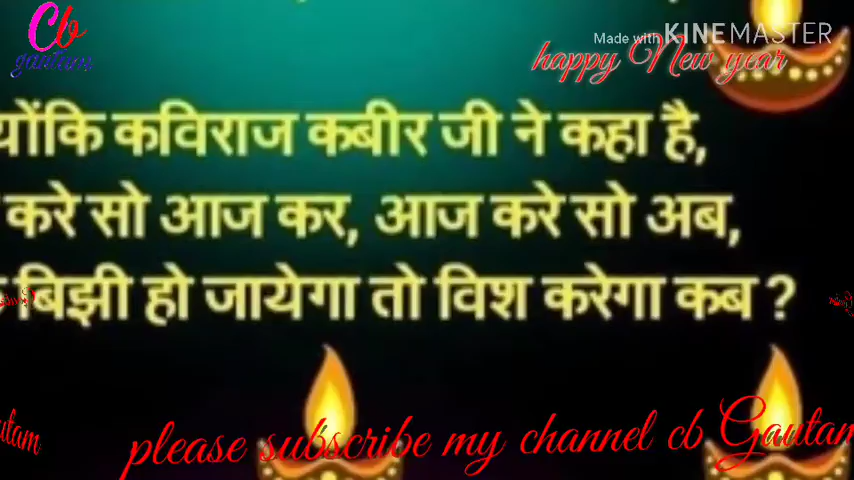 Cb
gautam
Made with KINEMASTER
happy New year
कविराज कबीर जी ने कहा है,
करे सो आज कर, आज करे सो अब,
बिझी हो जायेगा तो विश करेगा कब ?
please subscribe my channel cb Gautam